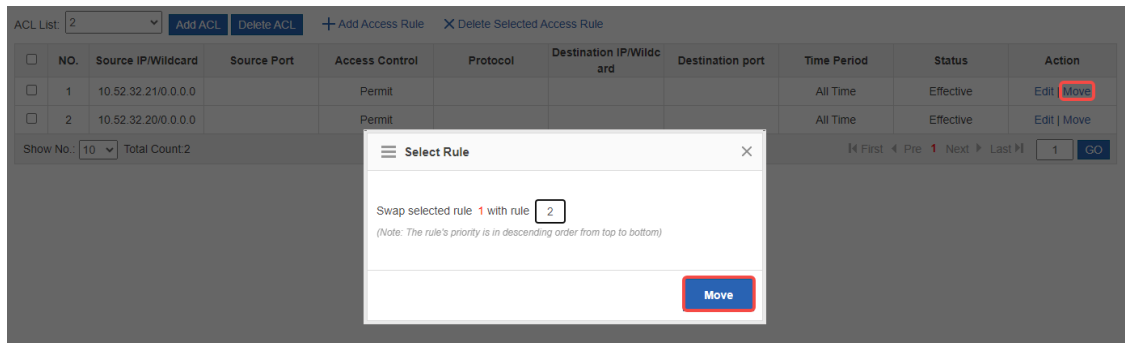 ACL List: 2 Add ACL Delete ACL Add Access Rule Delete Selected Access Rule
NO. Source IP/Wildcard Source Port Access Control Protocol Destination IP/Wildc
ard Destination port Time Period Status Action
1 10.52.32.21/0.0.0.0 Permit All Time Effective Edit | Move
2 10.52.32.20/0.0.0.0 Permit All Time Effective Edit | Move
Show No.: 10 Total Count:2 First Pre 1 Next Last 1 GO
Select Rule
Swap selected rule 1 with rule 2
(Note: The rule's priority is in descending order from top to bottom)
Move